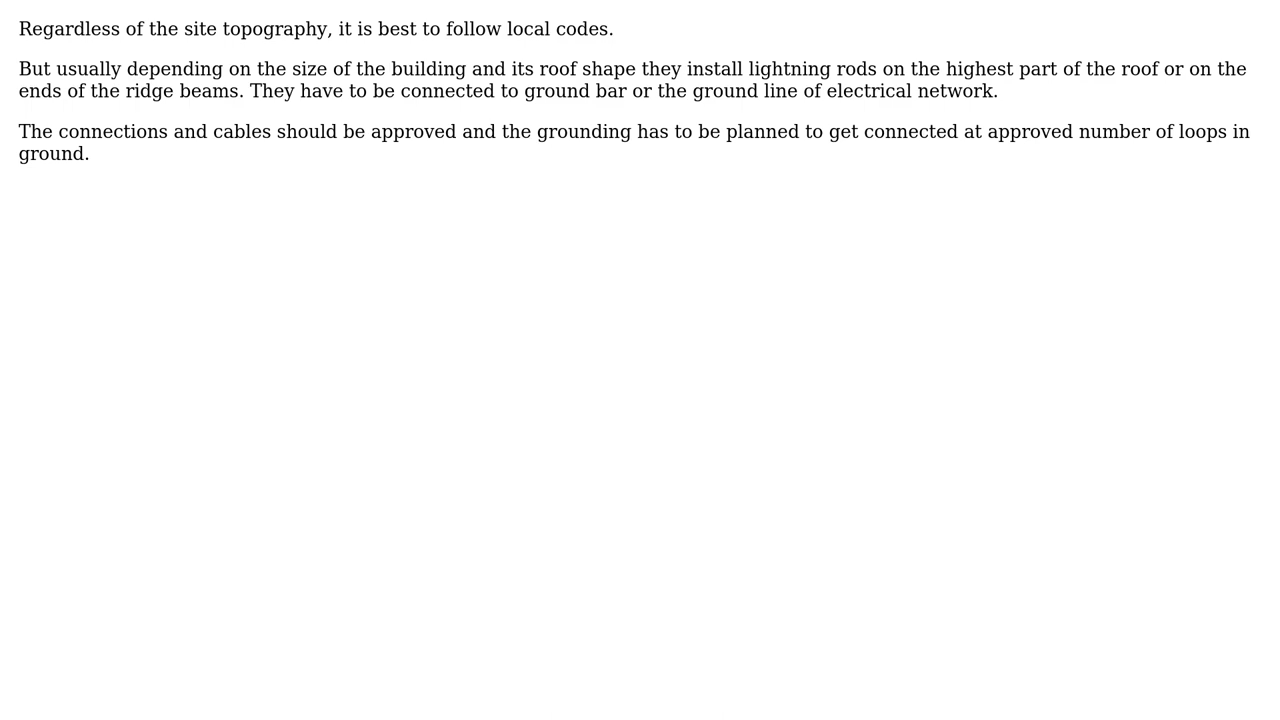 Regardless of the site topography, it is best to follow local codes.
But usually depending on the size of the building and its roof shape they install lightning rods on the highest part of the roof or on the
ends of the ridge beams. They have to be connected to ground bar or the ground line of electrical network.
The connections and cables should be approved and the grounding has to be planned to get connected at approved number of loops in
ground.